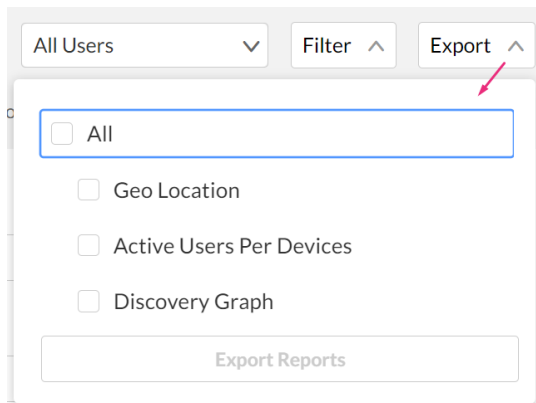 All Users Filter Export
All
Geo Location
Active Users Per Devices
Discovery Graph
Export Reports